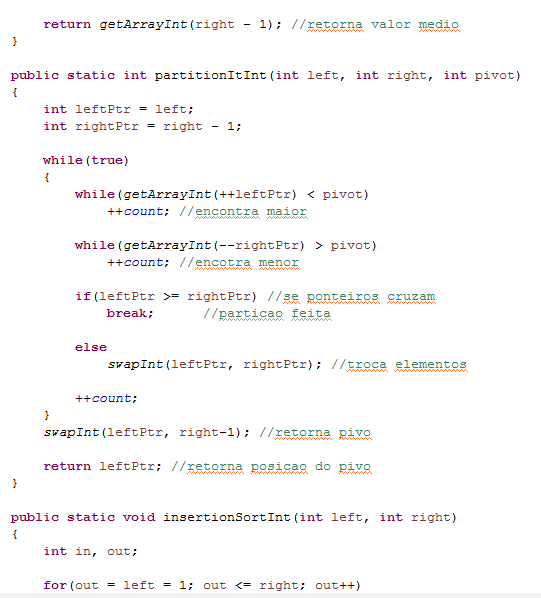 return getArrayInt(right - 1); //retorna valor medio
}
public static int partitionItInt(int left, int right, int pivot)
{
int leftPtr = left;
int rightPtr = right - 1;
while(true)
{
while(getArrayInt(++leftPtr) < pivot)
++count; //encontra maior
while(getArrayInt(--rightPtr) > pivot)
++count; //encotra menor
if(leftPtr >= rightPtr) //se ponteiros cruzam
break; //particao feita
else
swapInt(leftPtr, rightPtr); //troca elementos
++count;
}
swapInt(leftPtr, right-1); //retorna pivo
return leftPtr; //retorna posicao do pivo
}
public static void insertionSortInt(int left, int right)
{
int in, out;
for(out = left = 1; out <= right; out++)